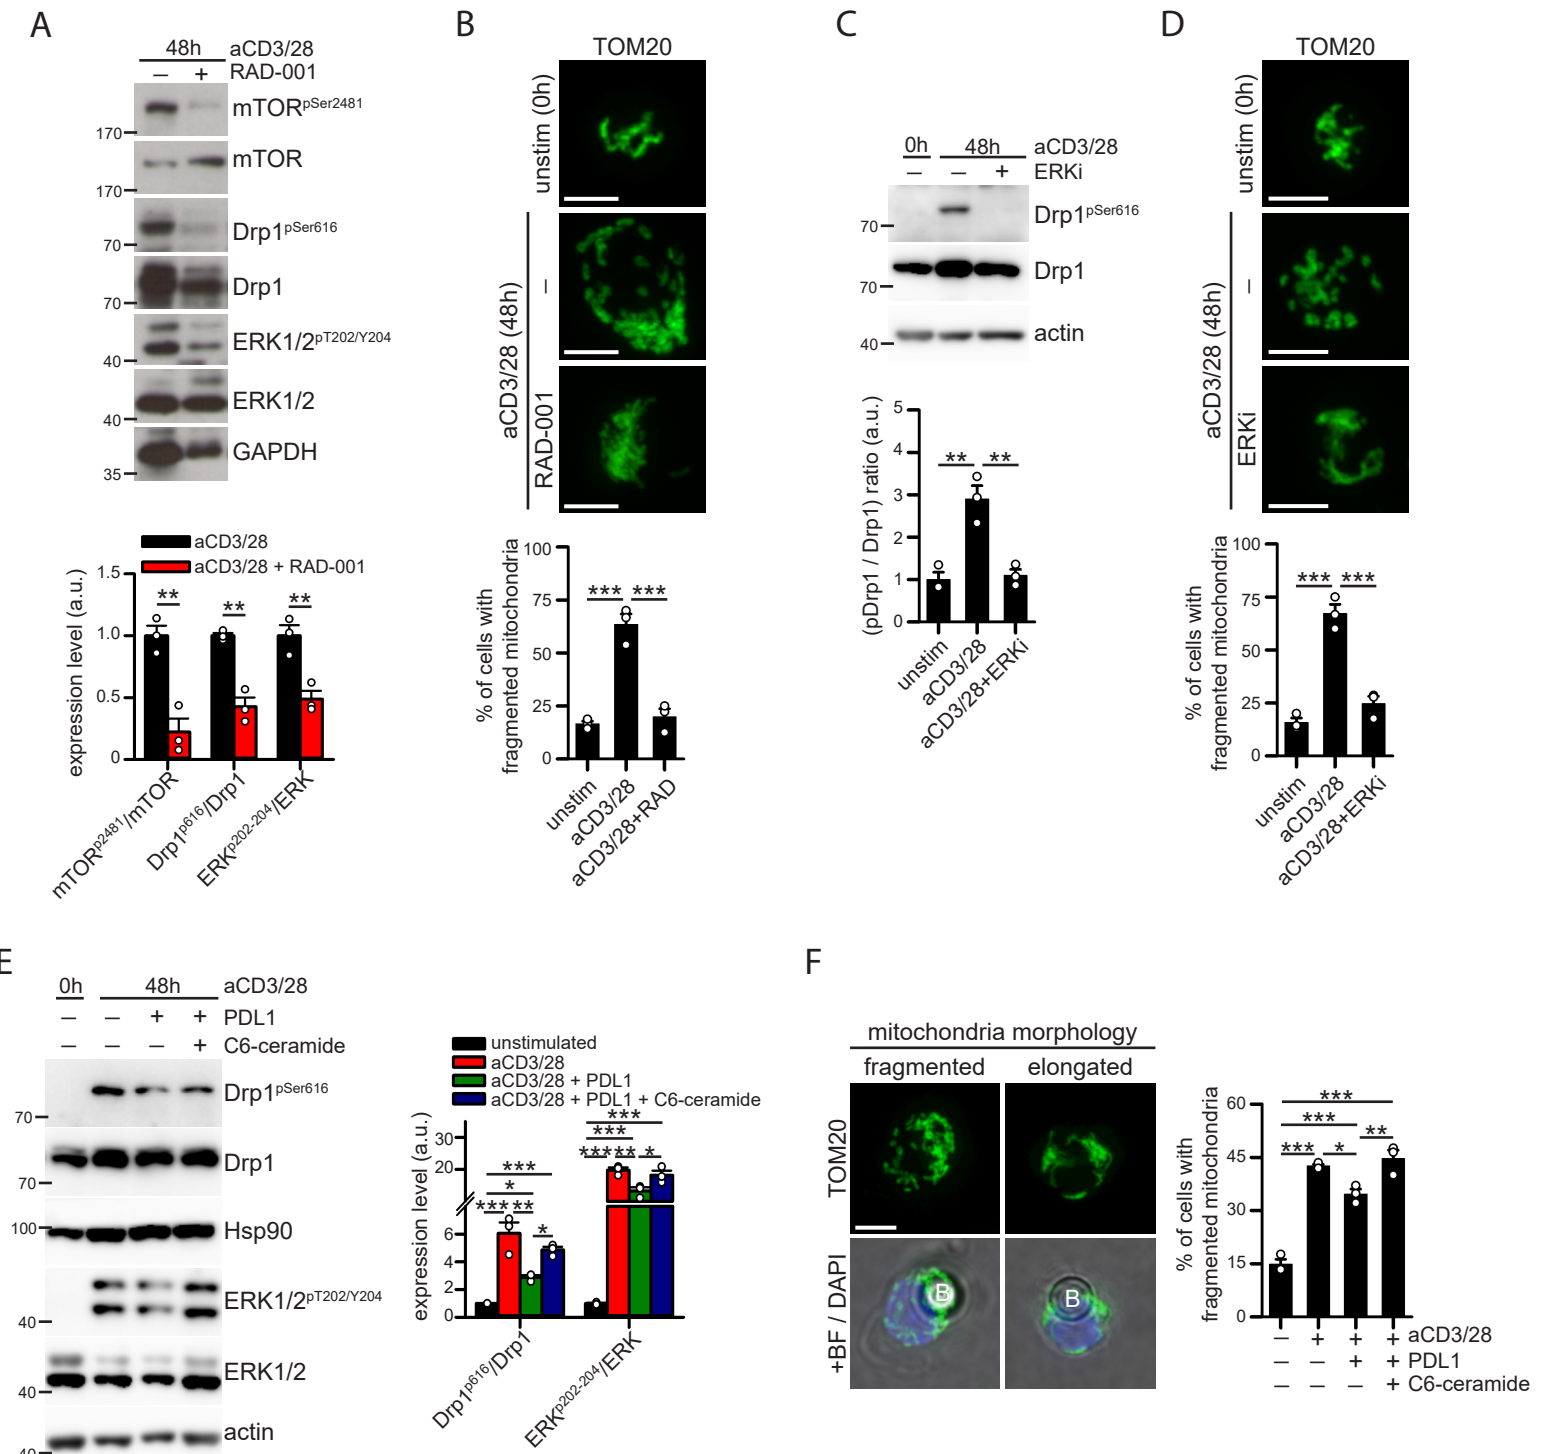 A
48h aCD3/28
– + RAD-001
mTORpSer2481
170
mTOR
170
Drp1pSer616
70
Drp1
70
ERK1/2pT202/Y204
40
ERK1/2
40
GAPDH
35
aCD3/28
aCD3/28 + RAD-001
expression level (a.u.)
1.5
1.0
0.5
0
** ** **
mTORp2481/mTOR
Drp1p616/Drp1
ERKp202-204/ERK
B
TOM20
unstim (0h)
aCD3/28 (48h)
–
RAD-001
% of cells with
fragmented mitochondria
100
75
50
25
0
*** ***
unstim
aCD3/28
aCD3/28+RAD
C
0h 48h aCD3/28
– – + ERKi
Drp1pSer616
70
Drp1
70
actin
40
(pDrp1 / Drp1) ratio (a.u.)
5
4
3
2
1
0
** **
unstim
aCD3/28
aCD3/28+ERKi
D
TOM20
unstim (0h)
aCD3/28 (48h)
–
ERKi
% of cells with
fragmented mitochondria
100
75
50
25
0
*** ***
unstim
aCD3/28
aCD3/28+ERKi
E
0h 48h aCD3/28
– – + + PDL1
– – – + C6-ceramide
Drp1pSer616
70
Drp1
70
Hsp90
100
ERK1/2pT202/Y204
40
ERK1/2
40
actin
40
unstimulated
aCD3/28
aCD3/28 + PDL1
aCD3/28 + PDL1 + C6-ceramide
expression level (a.u.)
30
20
6
4
2
0
***
*
*** **
*
***
***
*** ** *
Drp1p616/Drp1
ERKp202-204/ERK
F
mitochondria morphology
fragmented elongated
TOM20
+BF / DAPI
B B
% of cells with
fragmented mitochondria
60
45
30
15
0
***
***
**
*** *
– + + + aCD3/28
– – + + PDL1
– – – + C6-ceramide